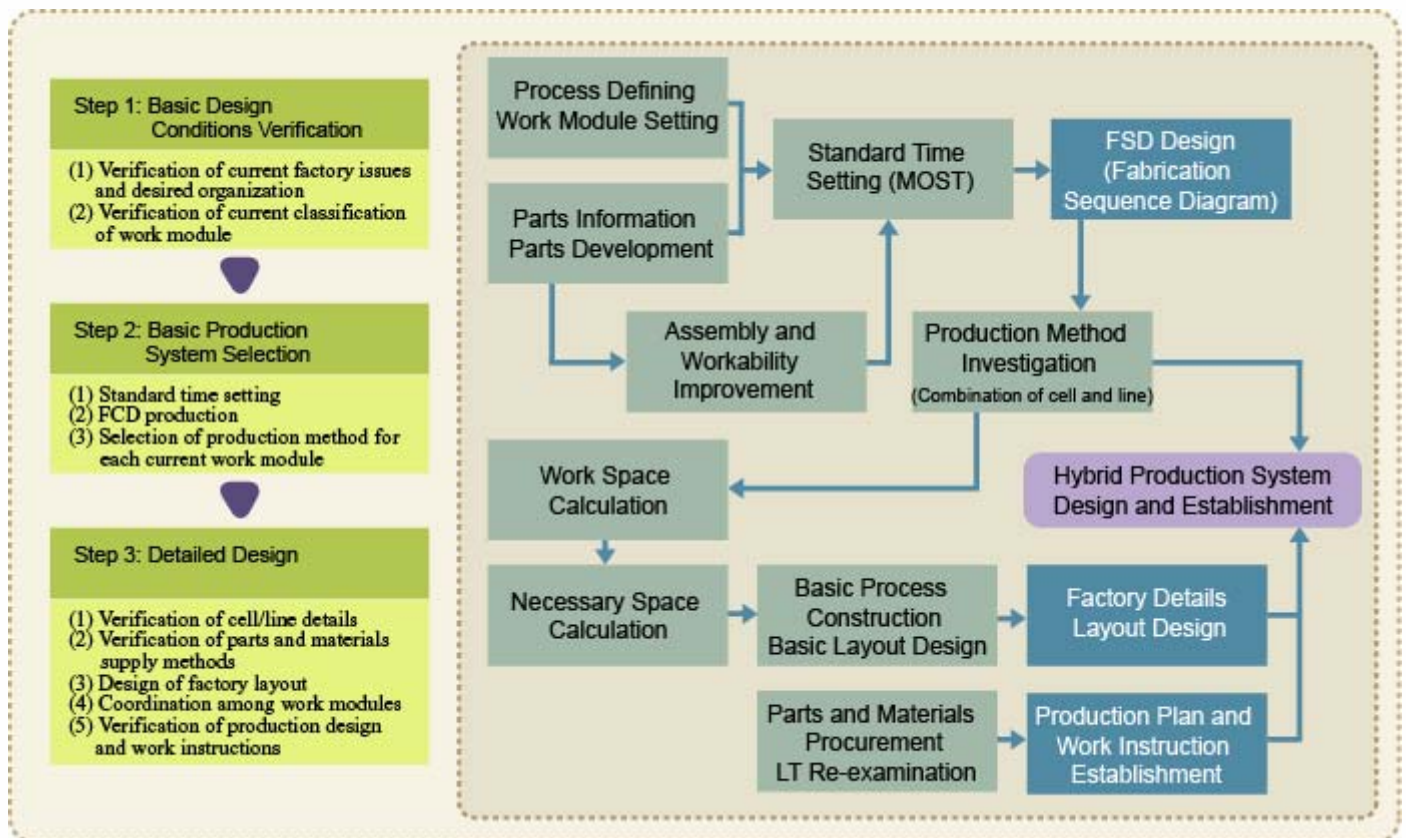 Step 1: Basic Design
Conditions Verification
(1) Verification of current factory issues
and desired organization
(2) Verification of current classification
of work module
Step 2: Basic Production
System Selection
(1) Standard time setting
(2) FCD production
(3) Selection of production method for
each current work module
Step 3: Detailed Design
(1) Verification of cell/line details
(2) Verification of parts and materials
supply methods
(3) Design of factory layout
(4) Coordination among work modules
(5) Verification of production design
and work instructions
Process Defining
Work Module Setting
Parts Information
Parts Development
Standard Time
Setting (MOST)
FSD Design
(Fabrication
Sequence Diagram)
Assembly and
Workability
Improvement
Production Method
Investigation
(Combination of cell and line)
Work Space
Calculation
Hybrid Production System
Design and Establishment
Necessary Space
Calculation
Basic Process
Construction
Basic Layout Design
Factory Details
Layout Design
Parts and Materials
Procurement
LT Re-examination
Production Plan and
Work Instruction
Establishment